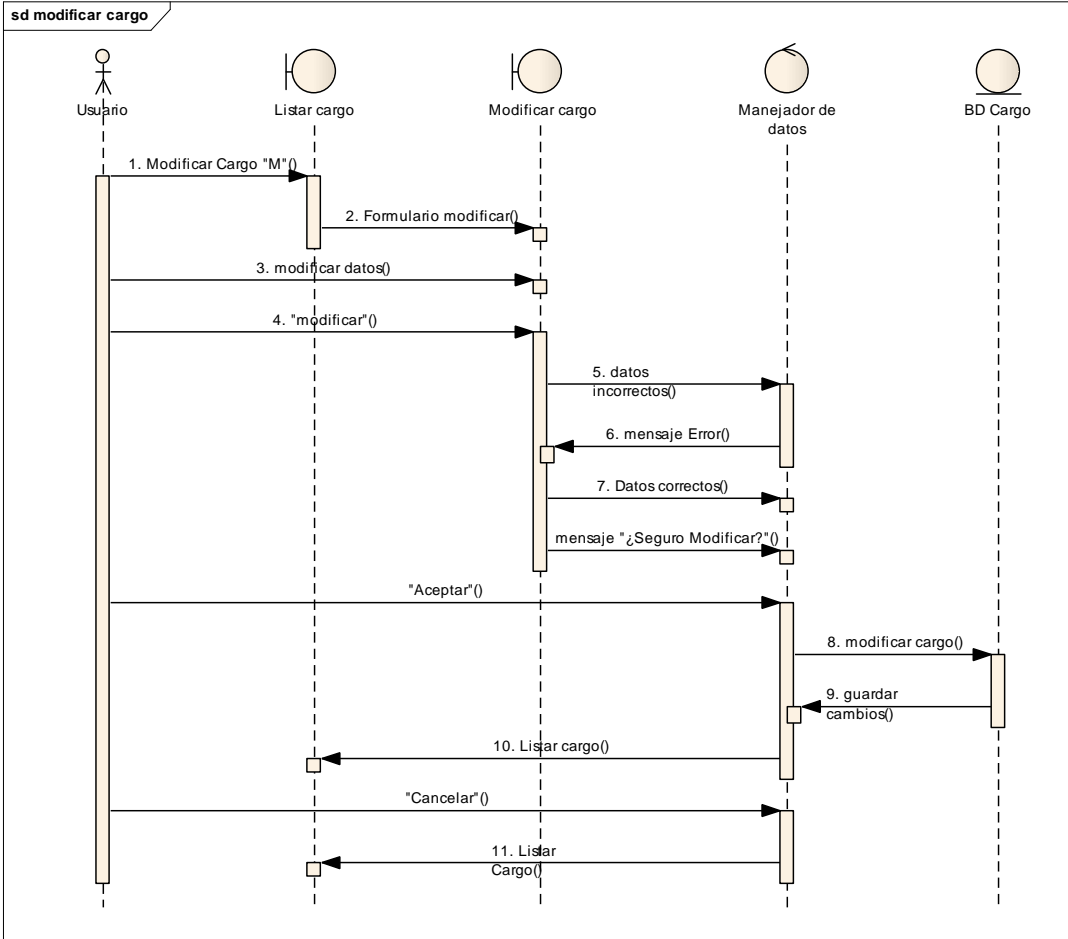 sd modificar cargo
Usuario
Listar cargo
Modificar cargo
Manejador de
datos
BD Cargo
1. Modificar Cargo "M"()
2. Formulario modificar()
3. modificar datos()
4. "modificar"()
5. datos
incorrectos()
6. mensaje Error()
7. Datos correctos()
mensaje "¿Seguro Modificar?"()
"Aceptar"()
8. modificar cargo()
9. guardar
cambios()
10. Listar cargo()
"Cancelar"()
11. Listar
Cargo()